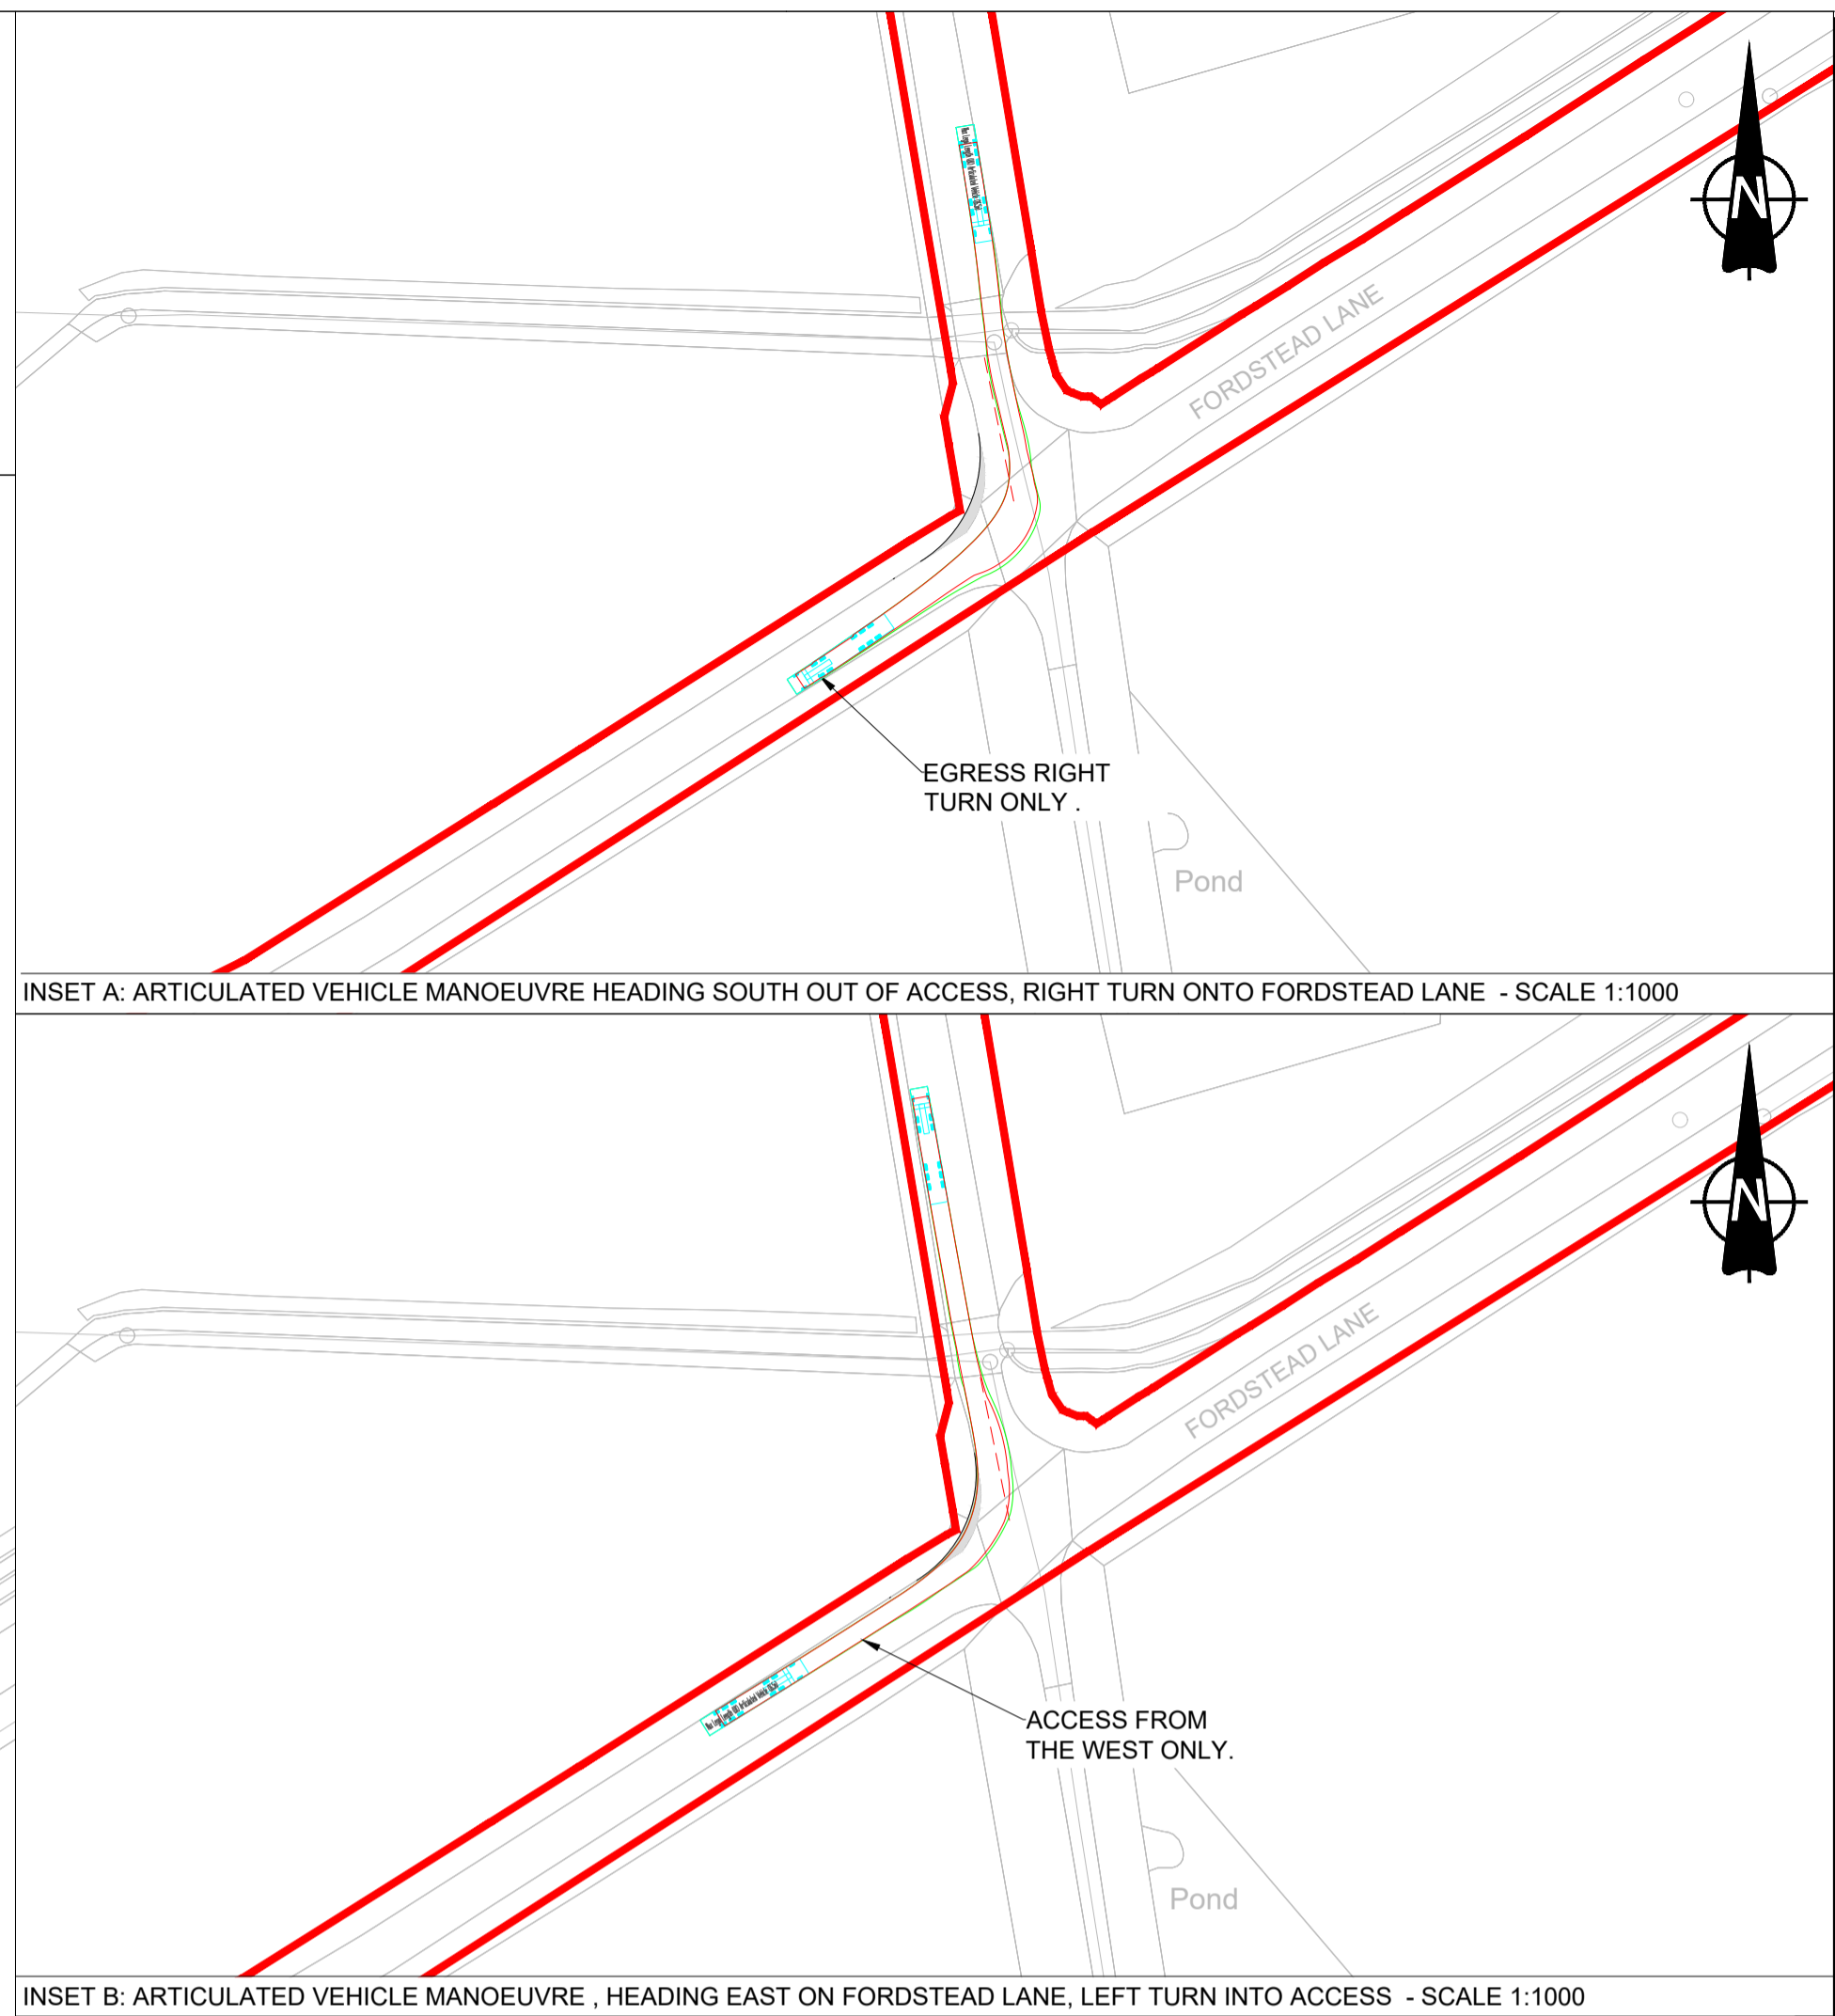 N
FORDSTEAD LANE
EGRESS RIGHT
TURN ONLY .
Pond
INSET A: ARTICULATED VEHICLE MANOEUVRE HEADING SOUTH OUT OF ACCESS, RIGHT TURN ONTO FORDSTEAD LANE - SCALE 1:1000
N
FORDSTEAD LANE
ACCESS FROM
THE WEST ONLY.
Pond
INSET B: ARTICULATED VEHICLE MANOEUVRE , HEADING EAST ON FORDSTEAD LANE, LEFT TURN INTO ACCESS - SCALE 1:1000